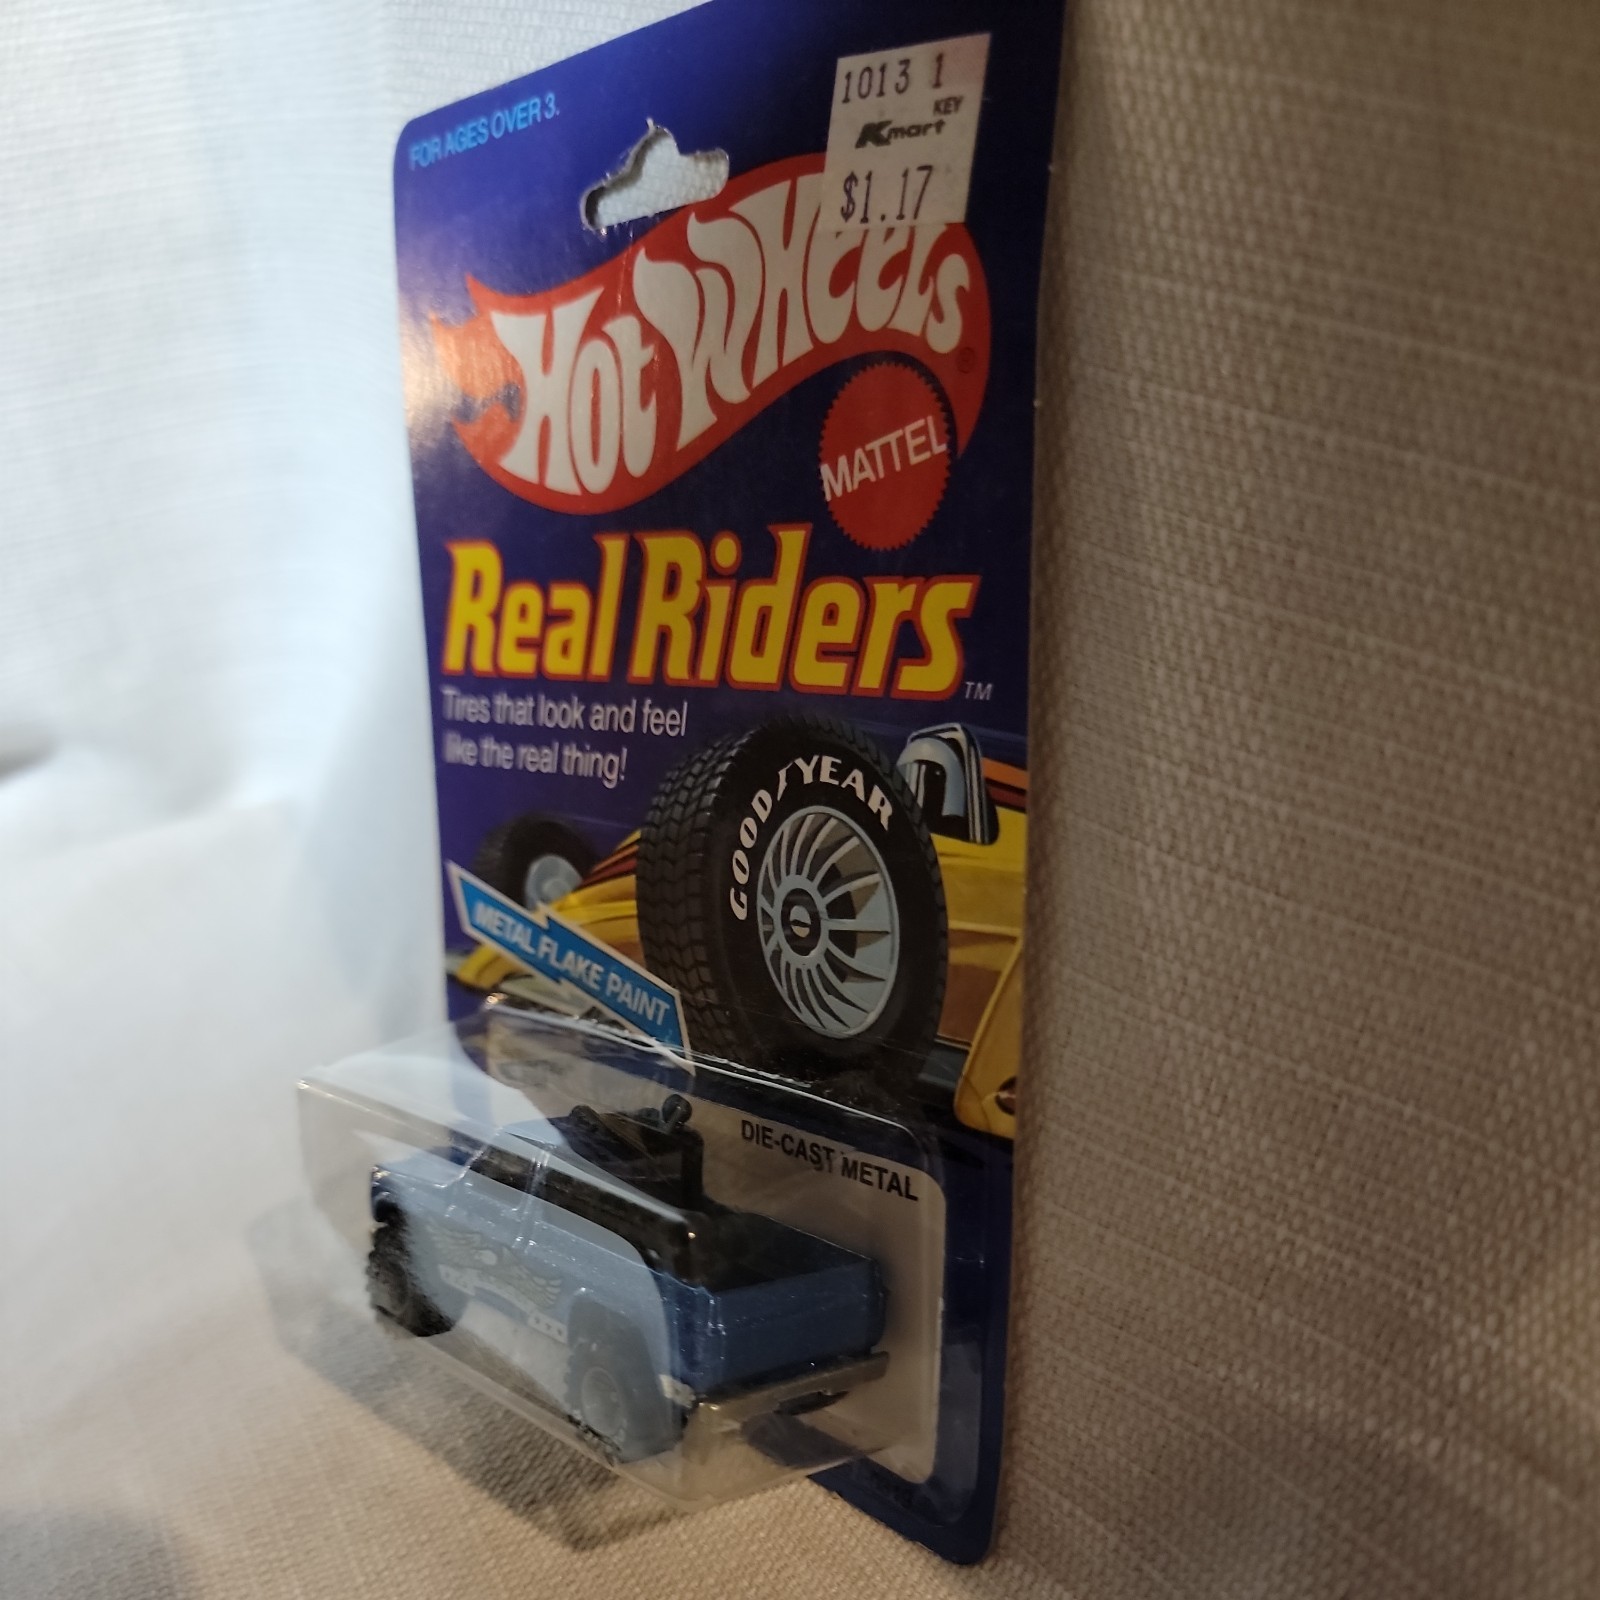 FOR AGES OVER 3.
1013 1
KEY
Kmart
$1.17
HOT WHEELS
®
MATTEL
Real Riders
TM
Tires that look and feel
like the real thing!
GOODYEAR
METAL FLAKE PAINT
DIE-CAST METAL